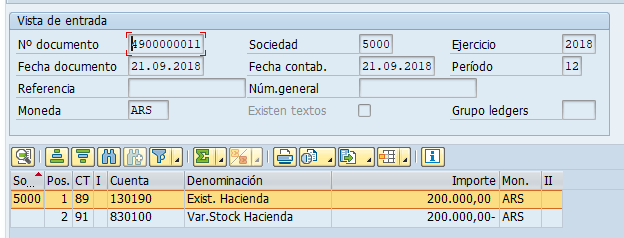 Vista de entrada
Nº documento 4900000011 Sociedad 5000 Ejercicio 2018
Fecha documento 21.09.2018 Fecha contab. 21.09.2018 Período 12
Referencia Núm.general
Moneda ARS Existen textos Grupo ledgers
So... Pos. CT I Cuenta Denominación Importe Mon. II
5000 1 89 130190 Exist. Hacienda 200.000,00 ARS
2 91 830100 Var.Stock Hacienda 200.000,00- ARS